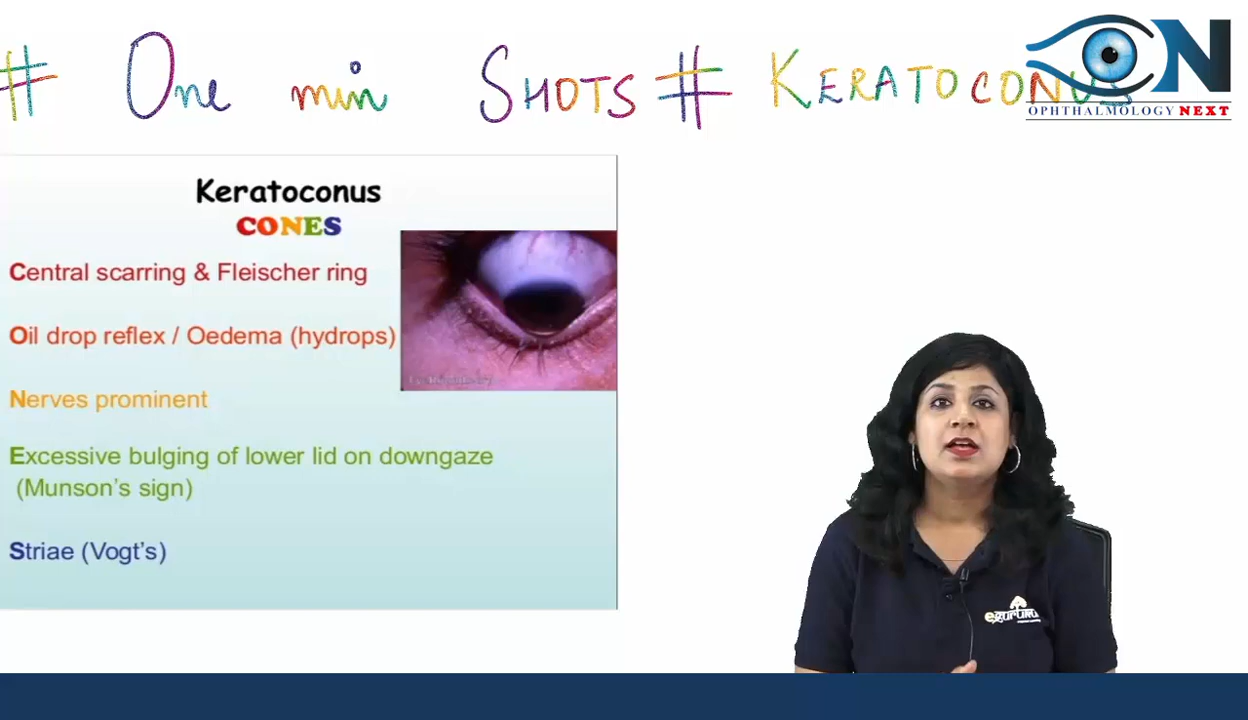 # One min SHOTS # KERATOCONUS
OPHTHALMOLOGY NEXT
Keratoconus
CONES
Central scarring & Fleischer ring
Oil drop reflex / Oedema (hydrops)
Nerves prominent
Excessive bulging of lower lid on downgaze
(Munson's sign)
Striae (Vogt's)